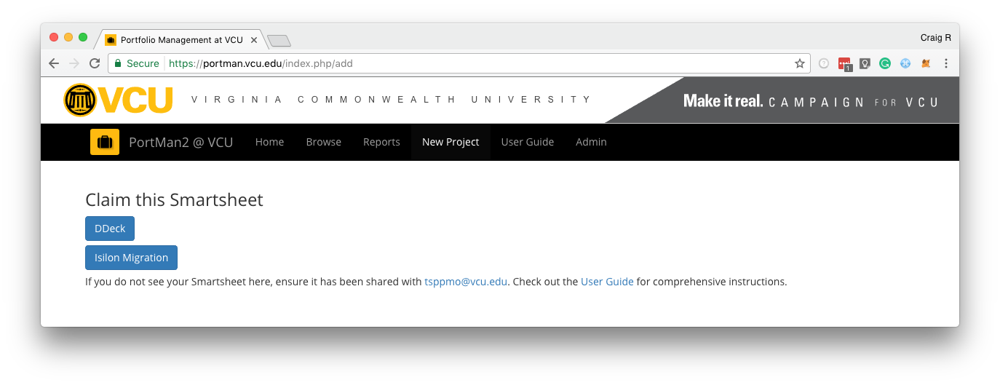 Portfolio Management at VCU
Craig R
Secure https://portman.vcu.edu/index.php/add
1
VCU VIRGINIA COMMONWEALTH UNIVERSITY Make it real. CAMPAIGN FOR VCU
PortMan2 @ VCU Home Browse Reports New Project User Guide Admin
Claim this Smartsheet
DDeck
Isilon Migration
If you do not see your Smartsheet here, ensure it has been shared with tsppmo@vcu.edu. Check out the User Guide for comprehensive instructions.